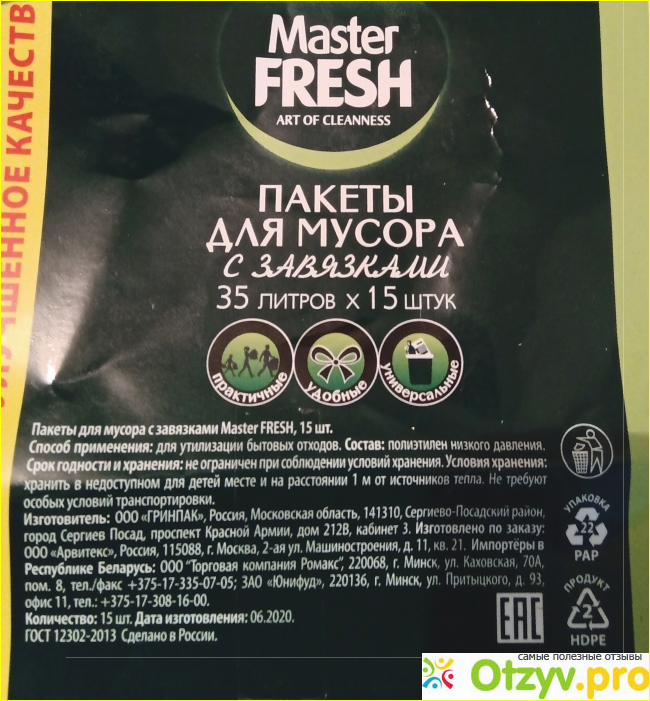 УЛУЧШЕННОЕ КАЧЕСТВ
Master
FRESH
ART OF CLEANNESS
ПАКЕТЫ
ДЛЯ МУСОРА
С ЗАВЯЗКАМИ
35 ЛИТРОВ х 15 ШТУК
практичные
удобные
универсальные
Пакеты для мусора с завязками Master FRESH, 15 шт.
Способ применения: для утилизации бытовых отходов. Состав: полиэтилен низкого давления.
Срок годности и хранения: не ограничен при соблюдении условий хранения. Условия хранения:
хранить в недоступном для детей месте и на расстоянии 1 м от источников тепла. Не требуют
особых условий транспортировки.
Изготовитель: ООО «ГРИНПАК», Россия, Московская область, 141310, Сергиево-Посадский район,
город Сергиев Посад, проспект Красной Армии, дом 212В, кабинет 3. Изготовлено по заказу:
ООО «Арвитекс», Россия, 115088, г. Москва, 2-ая ул. Машиностроения, д. 11, кв. 21. Импортёры в
Республике Беларусь: ООО "Торговая компания Ромакс", 220068, г. Минск, ул. Каховская, 70А,
пом. 8, тел./факс +375-17-335-07-05; ЗАО «Юнифуд», 220136, г. Минск, ул. Притыцкого, д. 93,
офис 11, тел.: +375-17-308-16-00.
Количество: 15 шт. Дата изготовления: 06.2020.
ГОСТ 12302-2013 Сделано в России.
УПАКОВКА
22
PAP
ПРОДУКТ
2
HDPE
EAC
самые полезные отзывы
Otzyv.pro